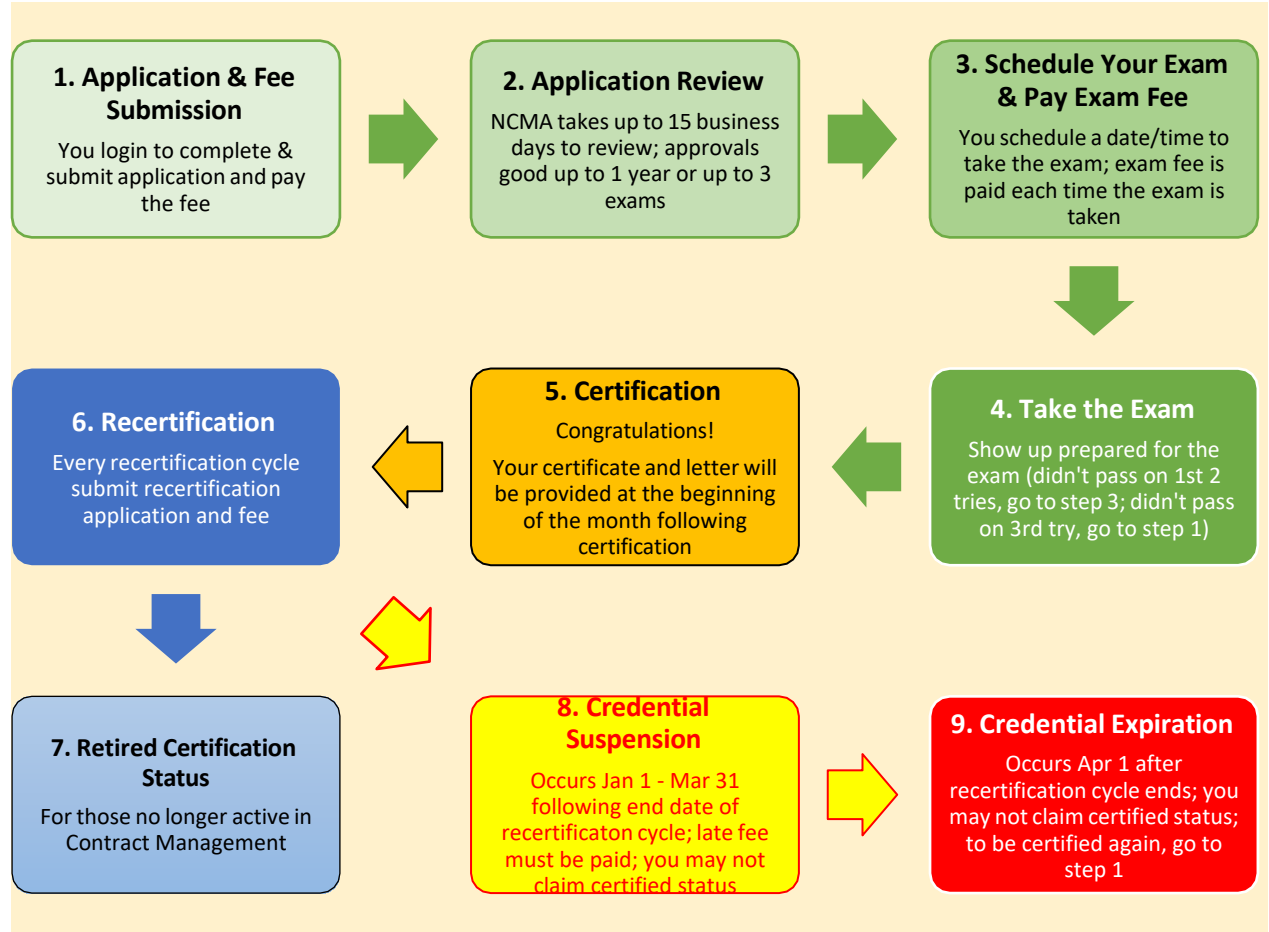 1. Application & Fee
Submission
You login to complete &
submit application and pay
the fee
2. Application Review
NCMA takes up to 15 business
days to review; approvals
good up to 1 year or up to 3
exams
3. Schedule Your Exam
& Pay Exam Fee
You schedule a date/time to
take the exam; exam fee is
paid each time the exam is
taken
4. Take the Exam
Show up prepared for the
exam (didn't pass on 1st 2
tries, go to step 3; didn't pass
on 3rd try, go to step 1)
5. Certification
Congratulations!
Your certificate and letter will
be provided at the beginning
of the month following
certification
6. Recertification
Every recertification cycle
submit recertification
application and fee
7. Retired Certification
Status
For those no longer active in
Contract Management
8. Credential
Suspension
Occurs Jan 1 - Mar 31
following end date of
recertificaton cycle; late fee
must be paid; you may not
claim certified status
9. Credential Expiration
Occurs Apr 1 after
recertification cycle ends; you
may not claim certified status;
to be certified again, go to
step 1